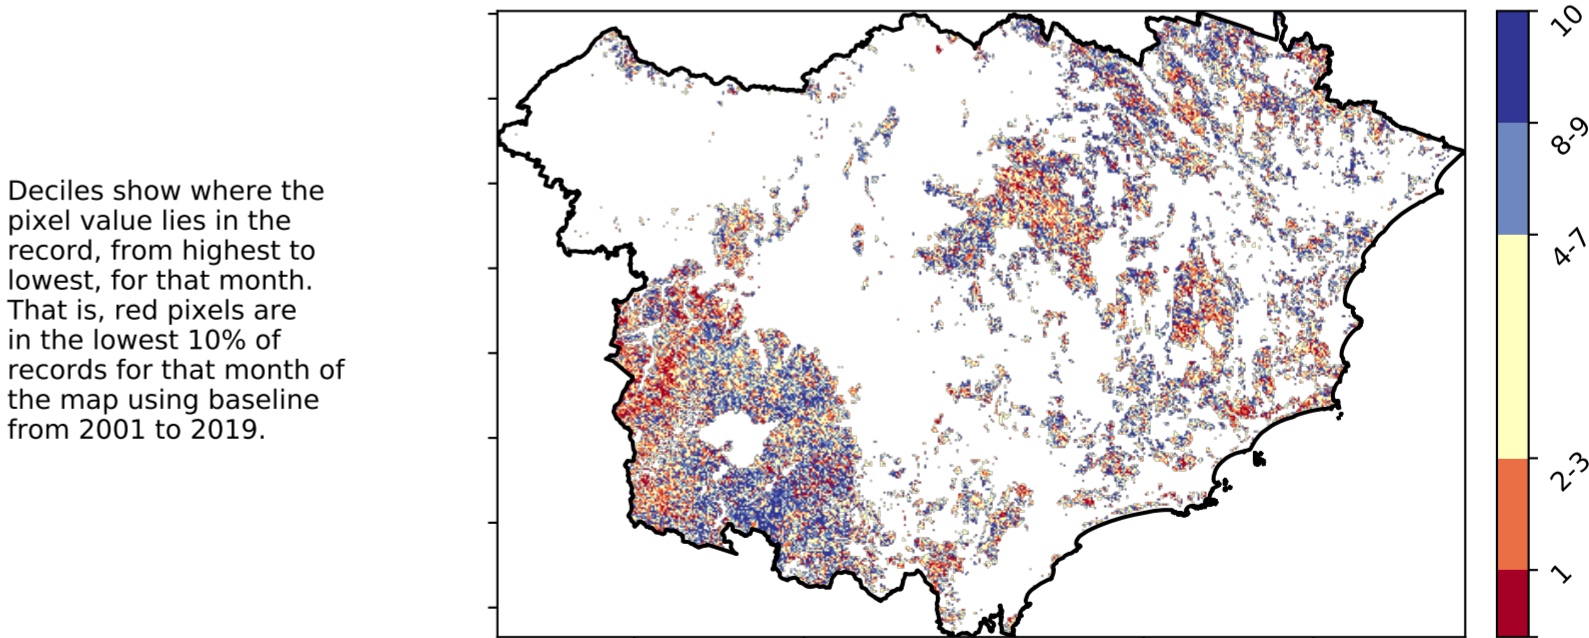 Deciles show where the
pixel value lies in the
record, from highest to
lowest, for that month.
That is, red pixels are
in the lowest 10% of
records for that month of
the map using baseline
from 2001 to 2019.
10
8-9
4-7
2-3
1